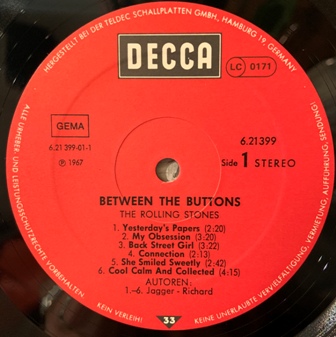 HERGESTELLT BEI DER TELDEC SCHALLPLATTEN GMBH, HAMBURG 19, GERMANY
DECCA
LC 0171
GEMA
6.21399-01-1
Ⓟ 1967
6.21399
Side 1 STEREO
BETWEEN THE BUTTONS
THE ROLLING STONES
1. Yesterday's Papers (2:20)
2. My Obsession (3:20)
3. Back Street Girl (3:22)
4. Connection (2:13)
5. She Smiled Sweetly (2:42)
6. Cool Calm And Collected (4:15)
AUTOREN:
1.–6. Jagger - Richard
33
ALLE URHEBER- UND LEISTUNGSSCHUTZRECHTE VORBEHALTEN
KEIN VERLEIH!
KEINE UNERLAUBTE VERVIELFÄLTIGUNG, VERMIETUNG, AUFFÜHRUNG, SENDUNG!